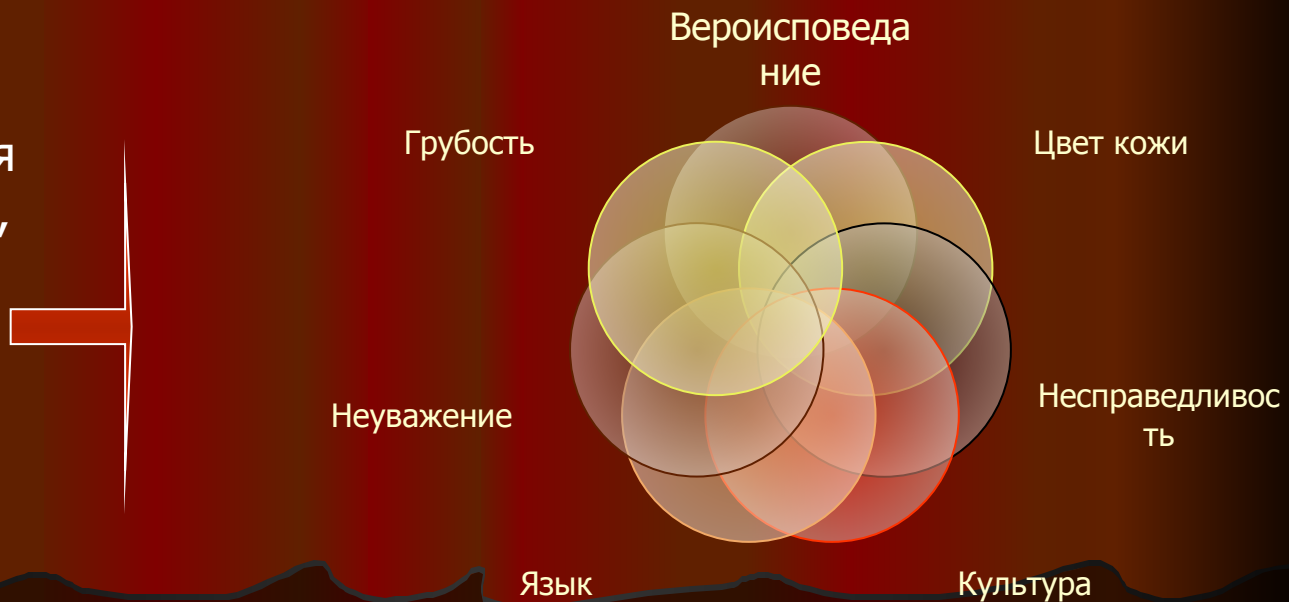 Вероисповеда
ние
Грубость
Цвет кожи
я
,
Неуважение
Несправедливос
ть
Язык
Культура